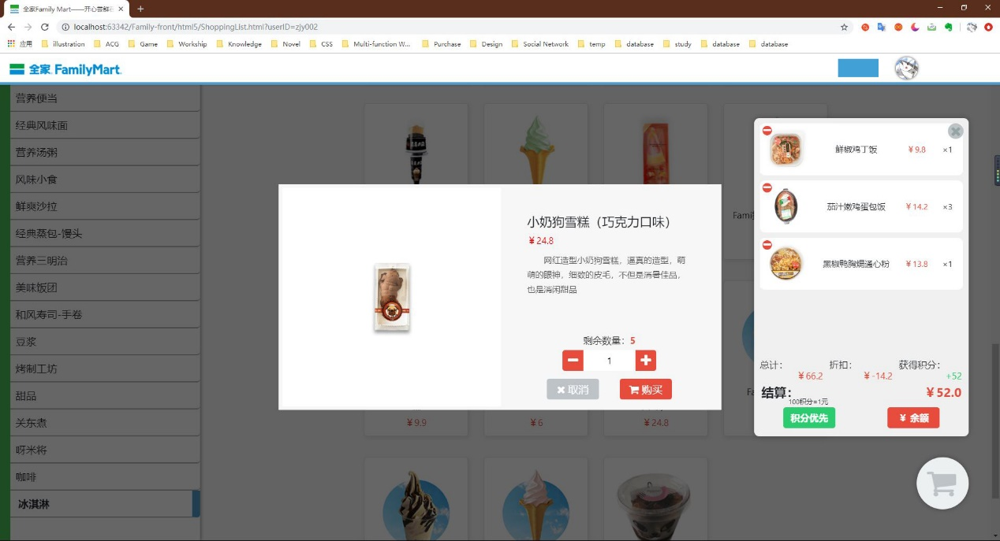 全家Family Mart——开心尝鲜
localhost:63342/Family-front/html5/ShoppingList.html?userID=zjy002
应用 illustration ACG Game Workship Knowledge Novel CSS Multi-function W... Purchase Design Social Network temp database study database database
全家 FamilyMart
营养便当
经典风味面
营养汤粥
风味小食
鲜爽沙拉
经典蒸包-馒头
营养三明治
美味饭团
和风寿司-手卷
豆浆
烤制工坊
甜品
关东煮
呀米将
咖啡
冰淇淋
小奶狗雪糕（巧克力口味）
¥24.8
网红造型小奶狗雪糕，逼真的造型，萌
萌的眼神，细致的皮毛，不但是消暑佳品，
也是消闲甜品
剩余数量：5
1
取消 购买
¥9.9 ¥6 ¥24.8
鲜椒鸡丁饭 ¥9.8 ×1
茄汁嫩鸡蛋包饭 ¥14.2 ×3
黑椒鸭胸焗通心粉 ¥13.8 ×1
总计： 折扣： 获得积分：
¥66.2 ¥-14.2 +52
结算： ¥52.0
100积分=1元
积分优先 ¥ 余额